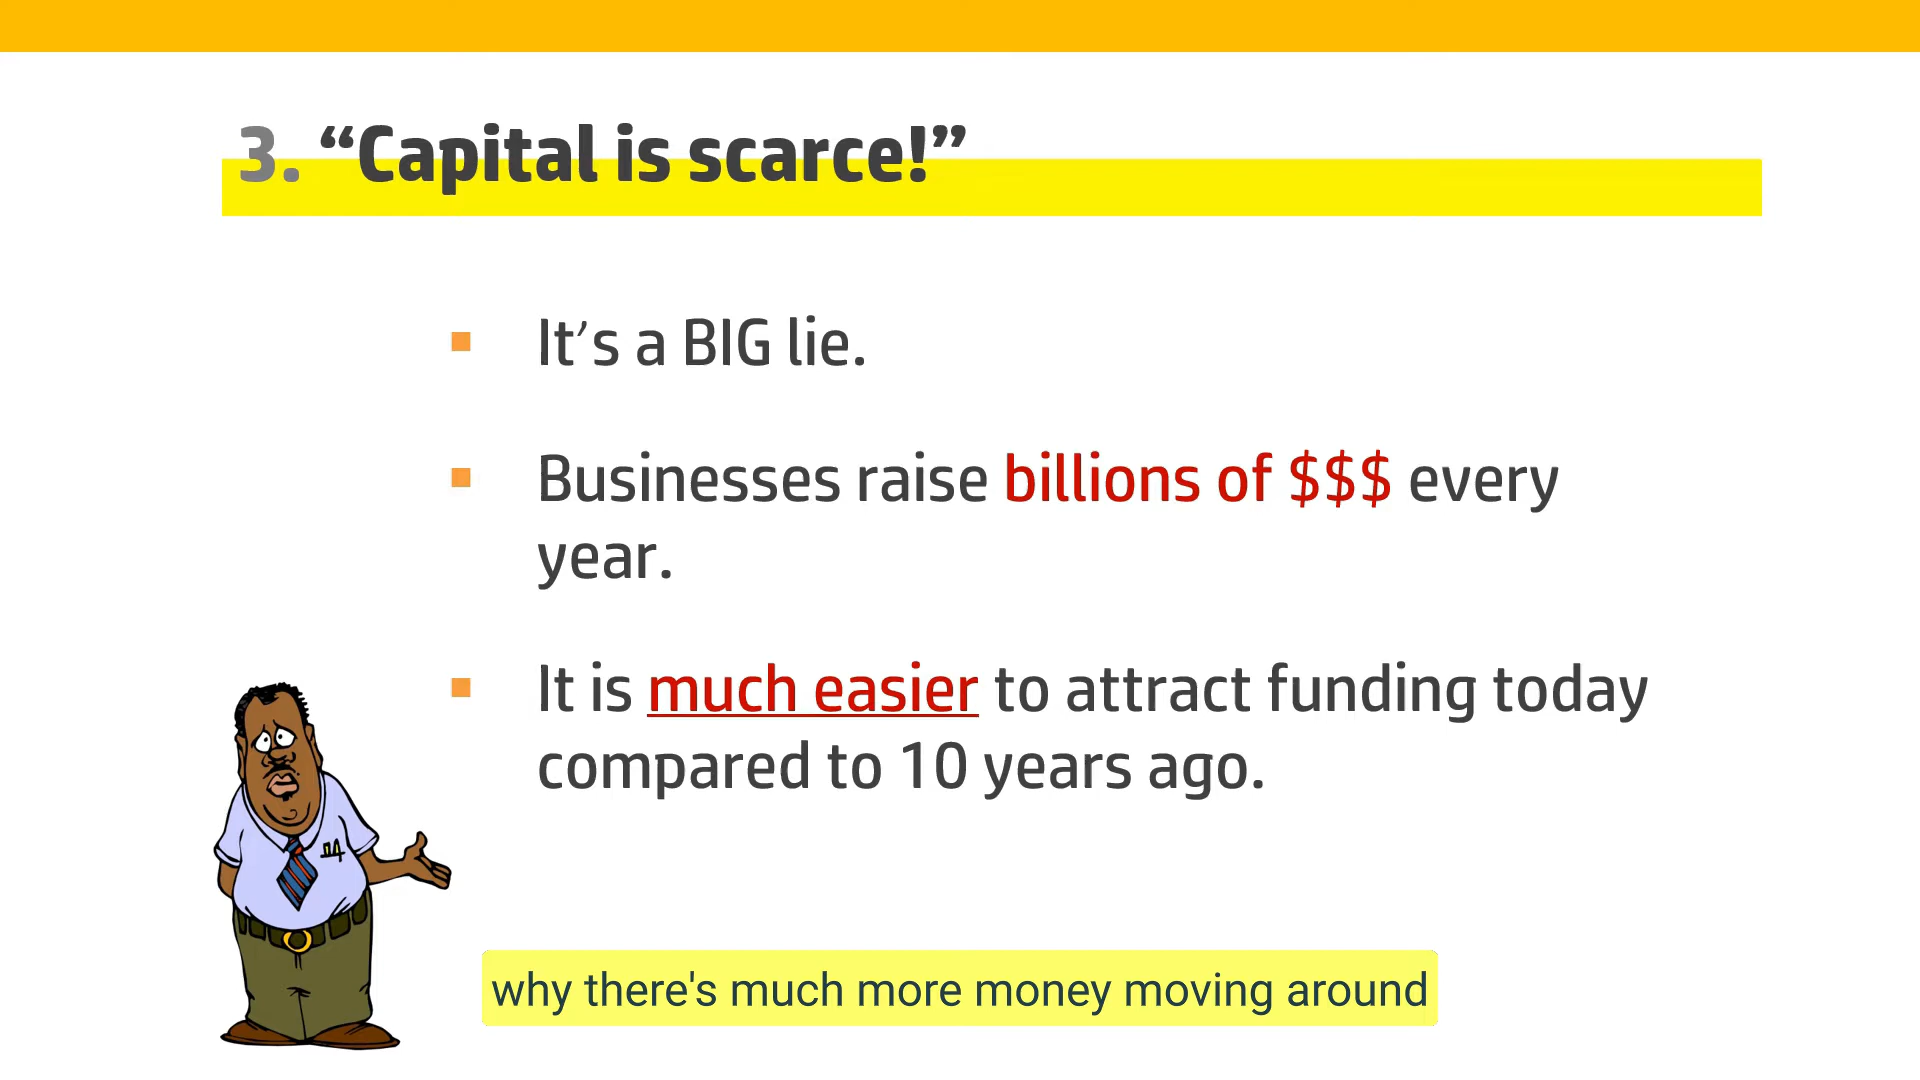 3. “Capital is scarce!”
It’s a BIG lie.
Businesses raise billions of $$$ every
year.
It is much easier to attract funding today
compared to 10 years ago.
why there's much more money moving around